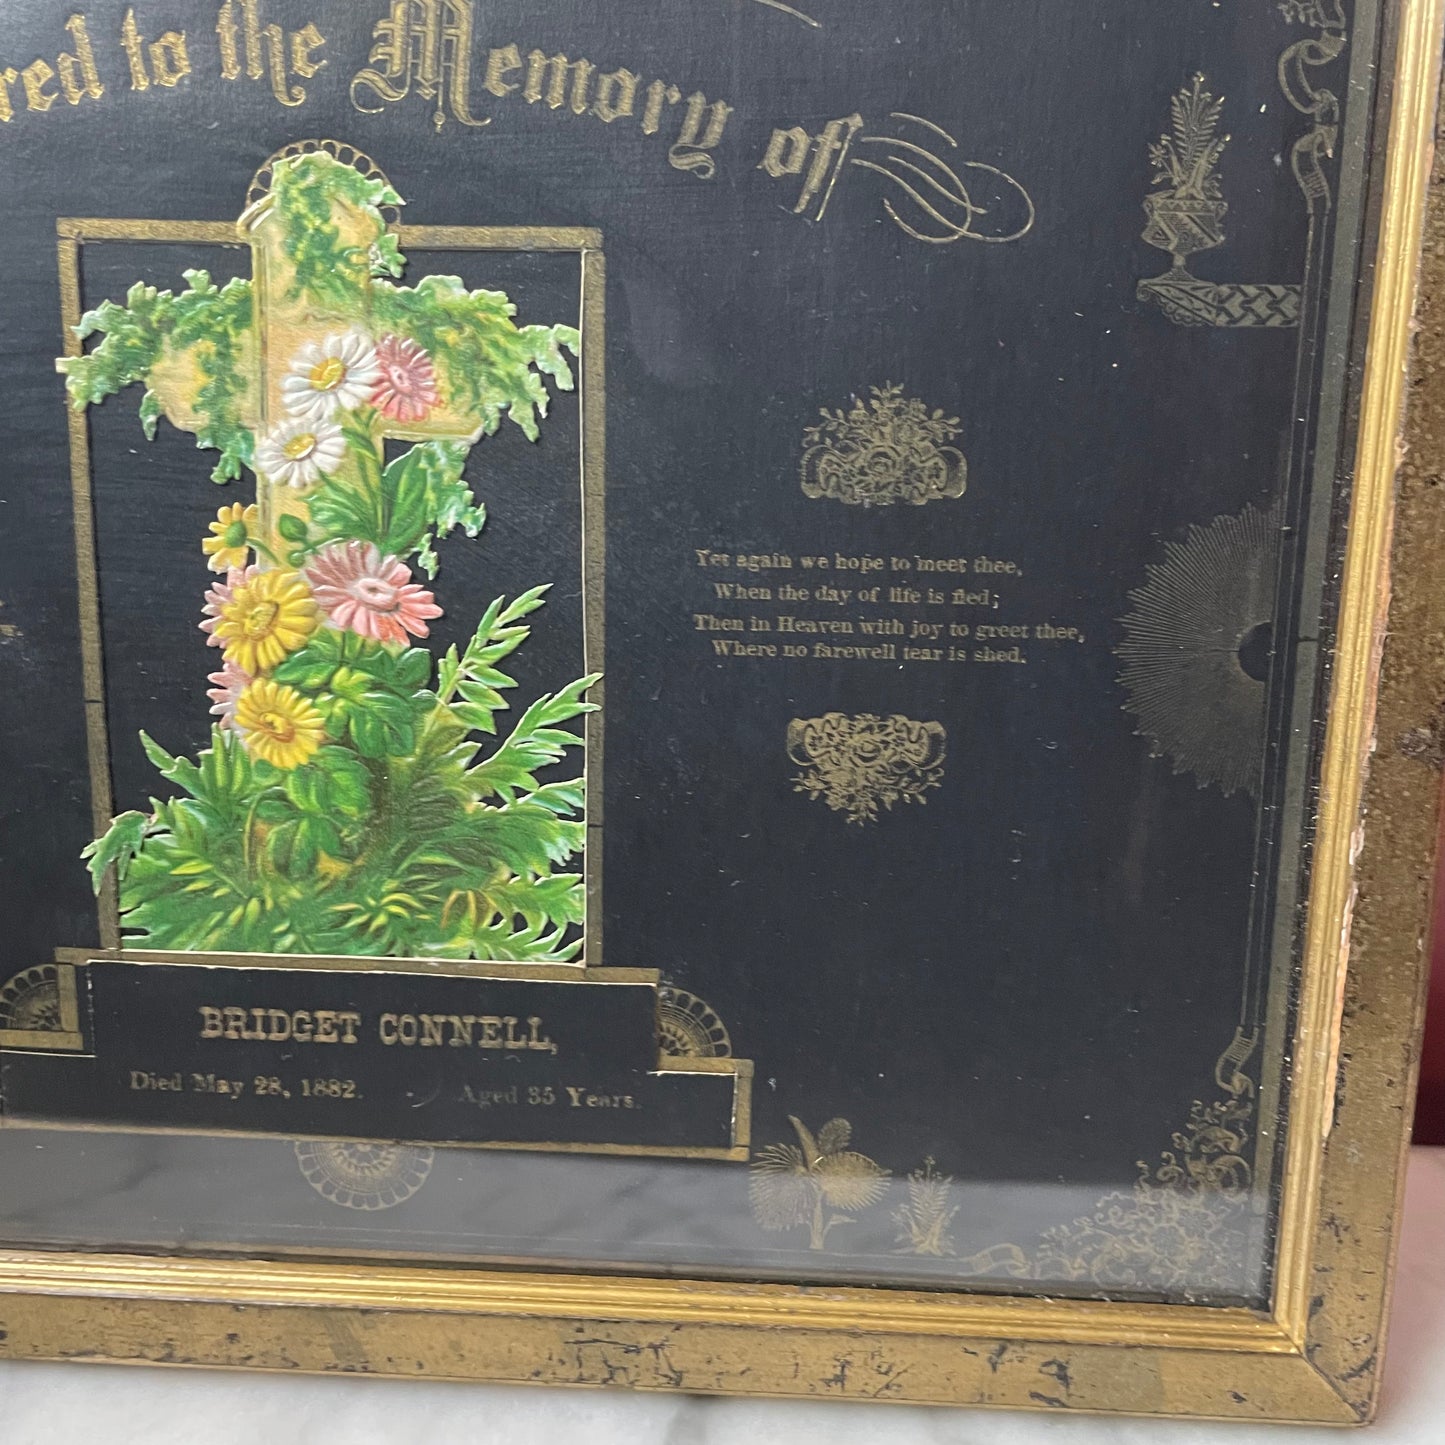 red to the Memory of
Yet again we hope to meet thee,
When the day of life is fled;
Then in Heaven with joy to greet thee,
Where no farewell tear is shed.
BRIDGET CONNELL,
Died May 28, 1882. Aged 35 Years.